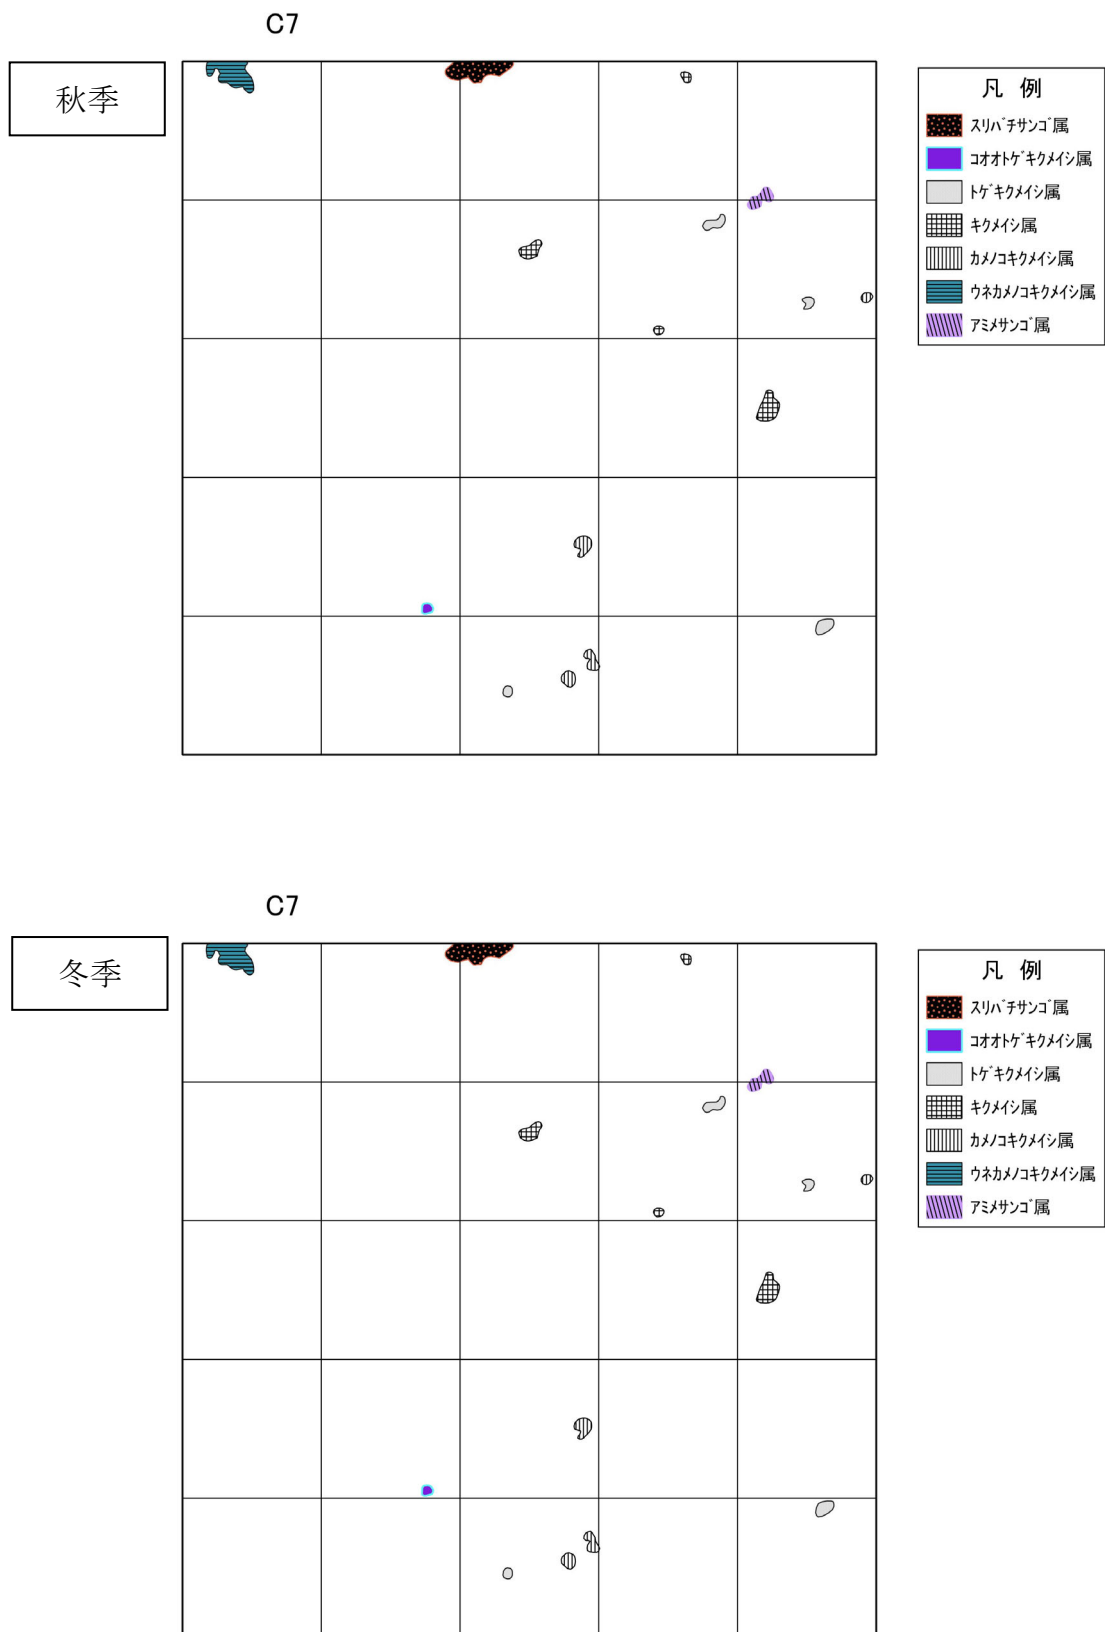 C7
秋季
凡 例
スリバチサンゴ属
コオオトゲキクメイシ属
トゲキクメイシ属
キクメイシ属
カメノコキクメイシ属
ウネカメノコキクメイシ属
アミメサンゴ属
C7
冬季
凡 例
スリバチサンゴ属
コオオトゲキクメイシ属
トゲキクメイシ属
キクメイシ属
カメノコキクメイシ属
ウネカメノコキクメイシ属
アミメサンゴ属